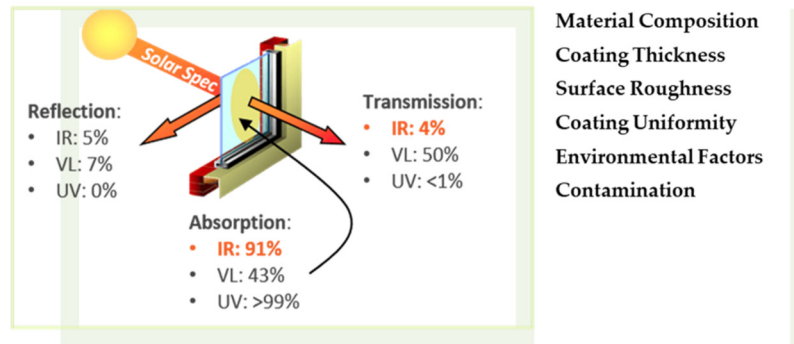 Solar Spec
Reflection:
• IR: 5%
• VL: 7%
• UV: 0%
Transmission:
• IR: 4%
• VL: 50%
• UV: <1%
Absorption:
• IR: 91%
• VL: 43%
• UV: >99%
Material Composition
Coating Thickness
Surface Roughness
Coating Uniformity
Environmental Factors
Contamination